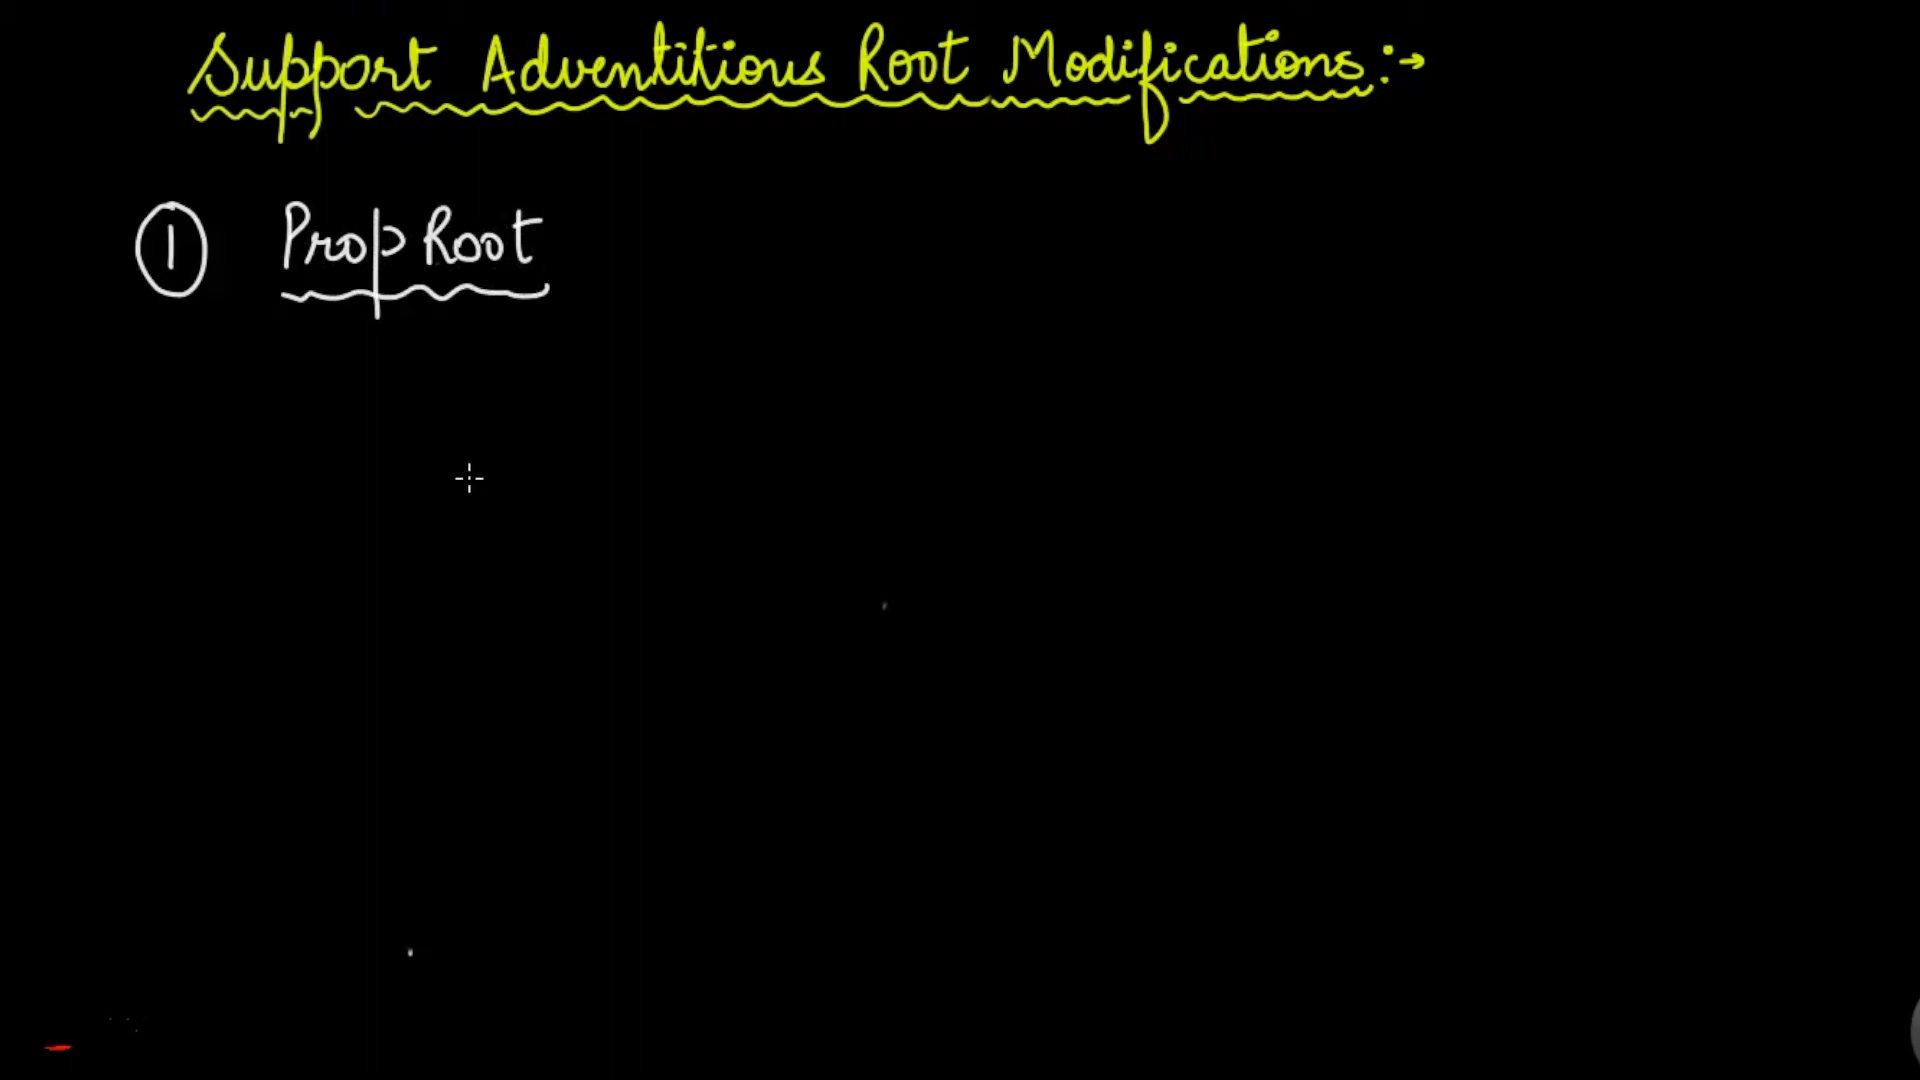 Support Adventitious Root Modifications :→
① Prop Root